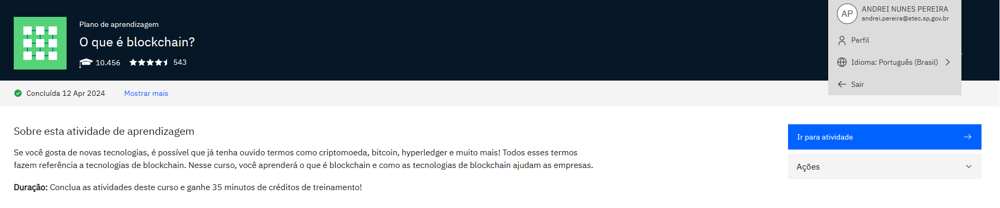 Plano de aprendizagem
O que é blockchain?
10.456 543
AP
ANDREI NUNES PEREIRA
andrei.pereira@etec.sp.gov.br
Perfil
Idioma: Português (Brasil)
Sair
Concluída 12 Apr 2024 Mostrar mais
Sobre esta atividade de aprendizagem
Se você gosta de novas tecnologias, é possível que já tenha ouvido termos como criptomoeda, bitcoin, hyperledger e muito mais! Todos esses termos
fazem referência a tecnologias de blockchain. Nesse curso, você aprenderá o que é blockchain e como as tecnologias de blockchain ajudam as empresas.
Duração: Conclua as atividades deste curso e ganhe 35 minutos de créditos de treinamento!
Ir para atividade
Ações